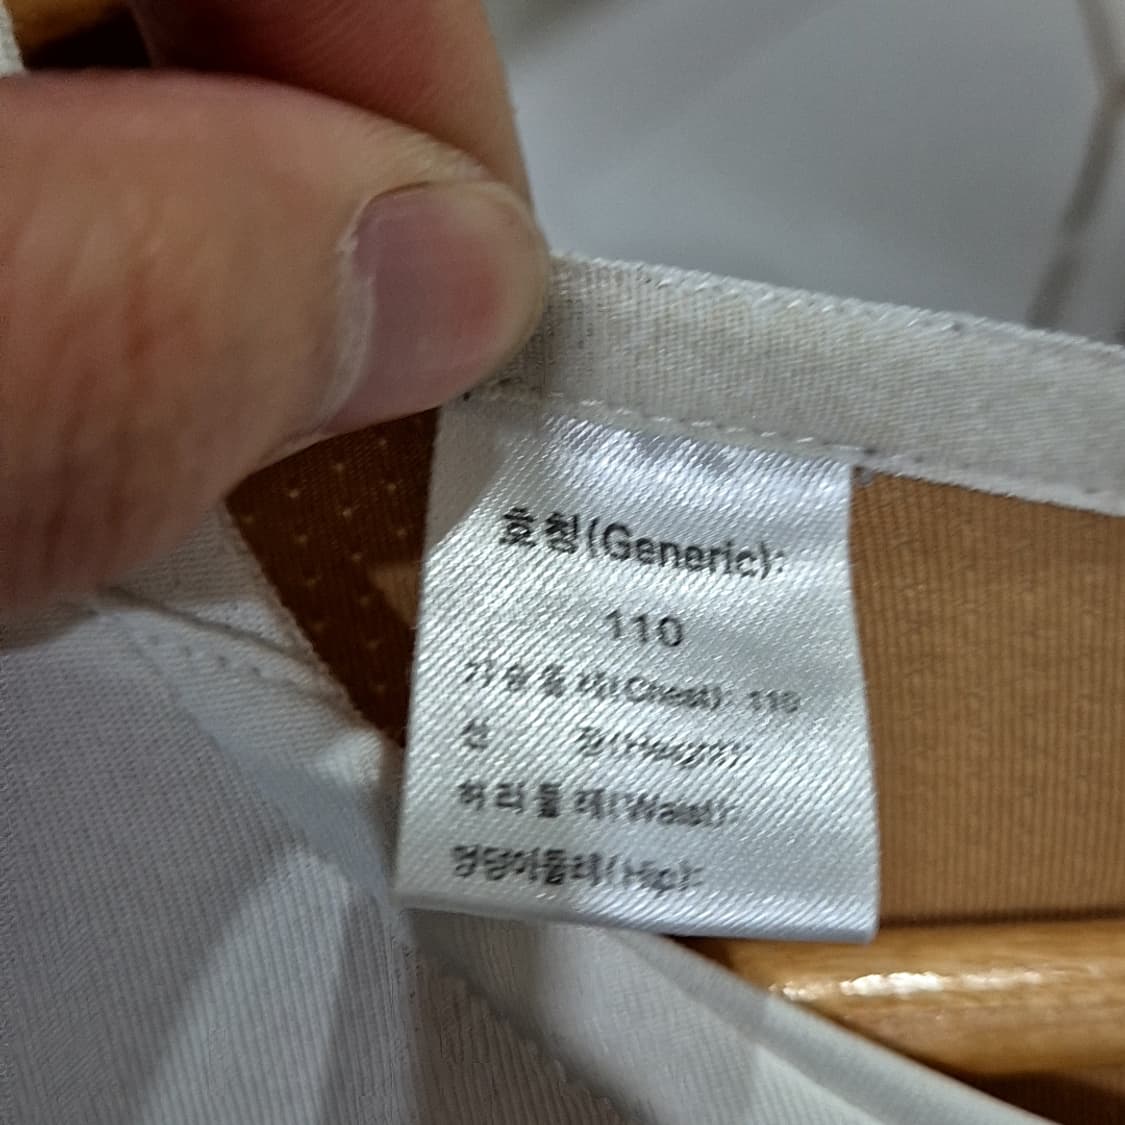 호칭(Generic):
110
가슴둘레(Chest): 110
신 장(Height):
허리둘레(Waist):
엉덩이둘레(Hip):